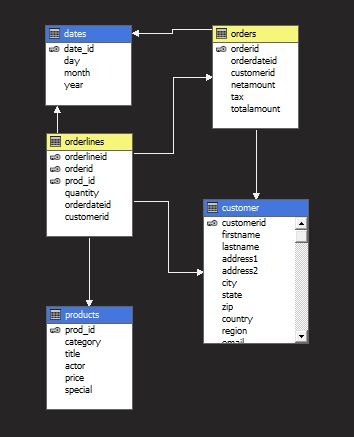 dates
date_id
day
month
year
orders
orderid
orderdateid
customerid
netamount
tax
totalamount
orderlines
orderlineid
orderid
prod_id
quantity
orderdateid
customerid
customer
customerid
firstname
lastname
address1
address2
city
state
zip
country
region
email
products
prod_id
category
title
actor
price
special